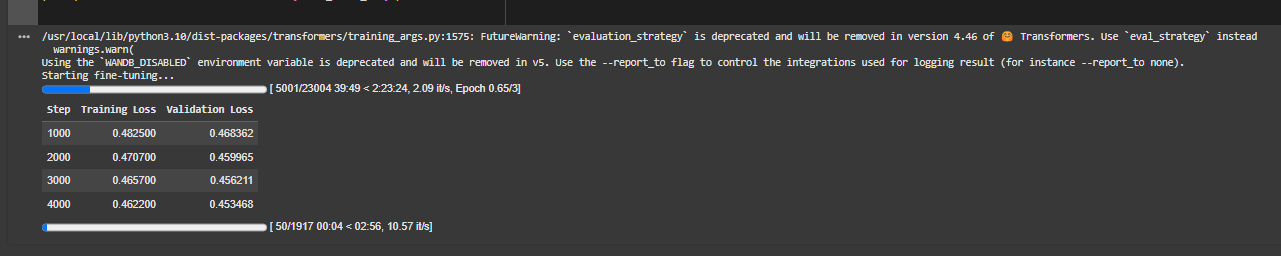 /usr/local/lib/python3.10/dist-packages/transformers/training_args.py:1575: FutureWarning: `evaluation_strategy` is deprecated and will be removed in version 4.46 of 🤗 Transformers. Use `eval_strategy` instead
warnings.warn(
Using the `WANDB_DISABLED` environment variable is deprecated and will be removed in v5. Use the --report_to flag to control the integrations used for logging result (for instance --report_to none).
Starting fine-tuning...
[ 5001/23004 39:49 < 2:23:24, 2.09 it/s, Epoch 0.65/3]
Step Training Loss Validation Loss
1000 0.482500 0.468362
2000 0.470700 0.459965
3000 0.465700 0.456211
4000 0.462200 0.453468
[ 50/1917 00:04 < 02:56, 10.57 it/s]